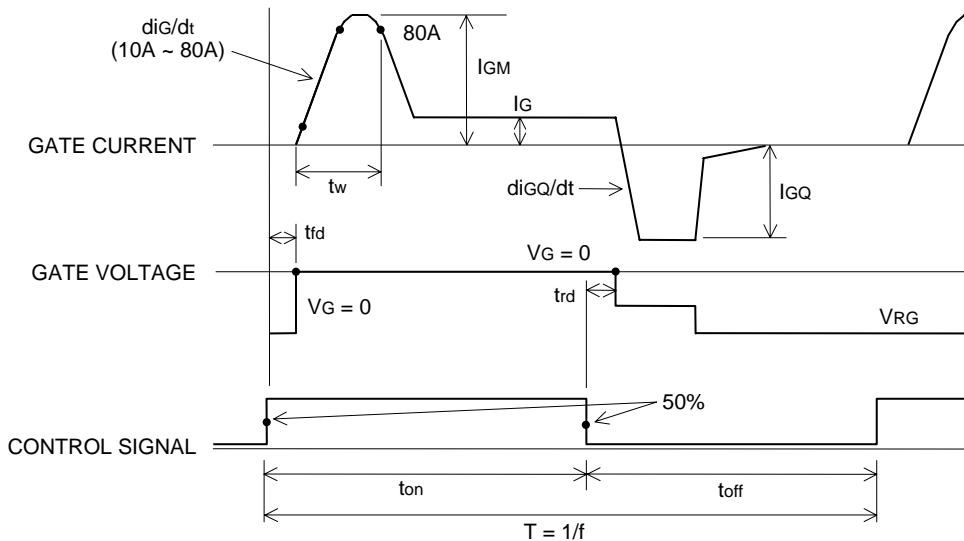 diG/dt
(10A ~ 80A)
80A
IGM
IG
GATE CURRENT
tw
diGQ/dt
IGQ
tfd
GATE VOLTAGE
VG = 0
trd
VG = 0
VRG
50%
CONTROL SIGNAL
ton
toff
T = 1/f